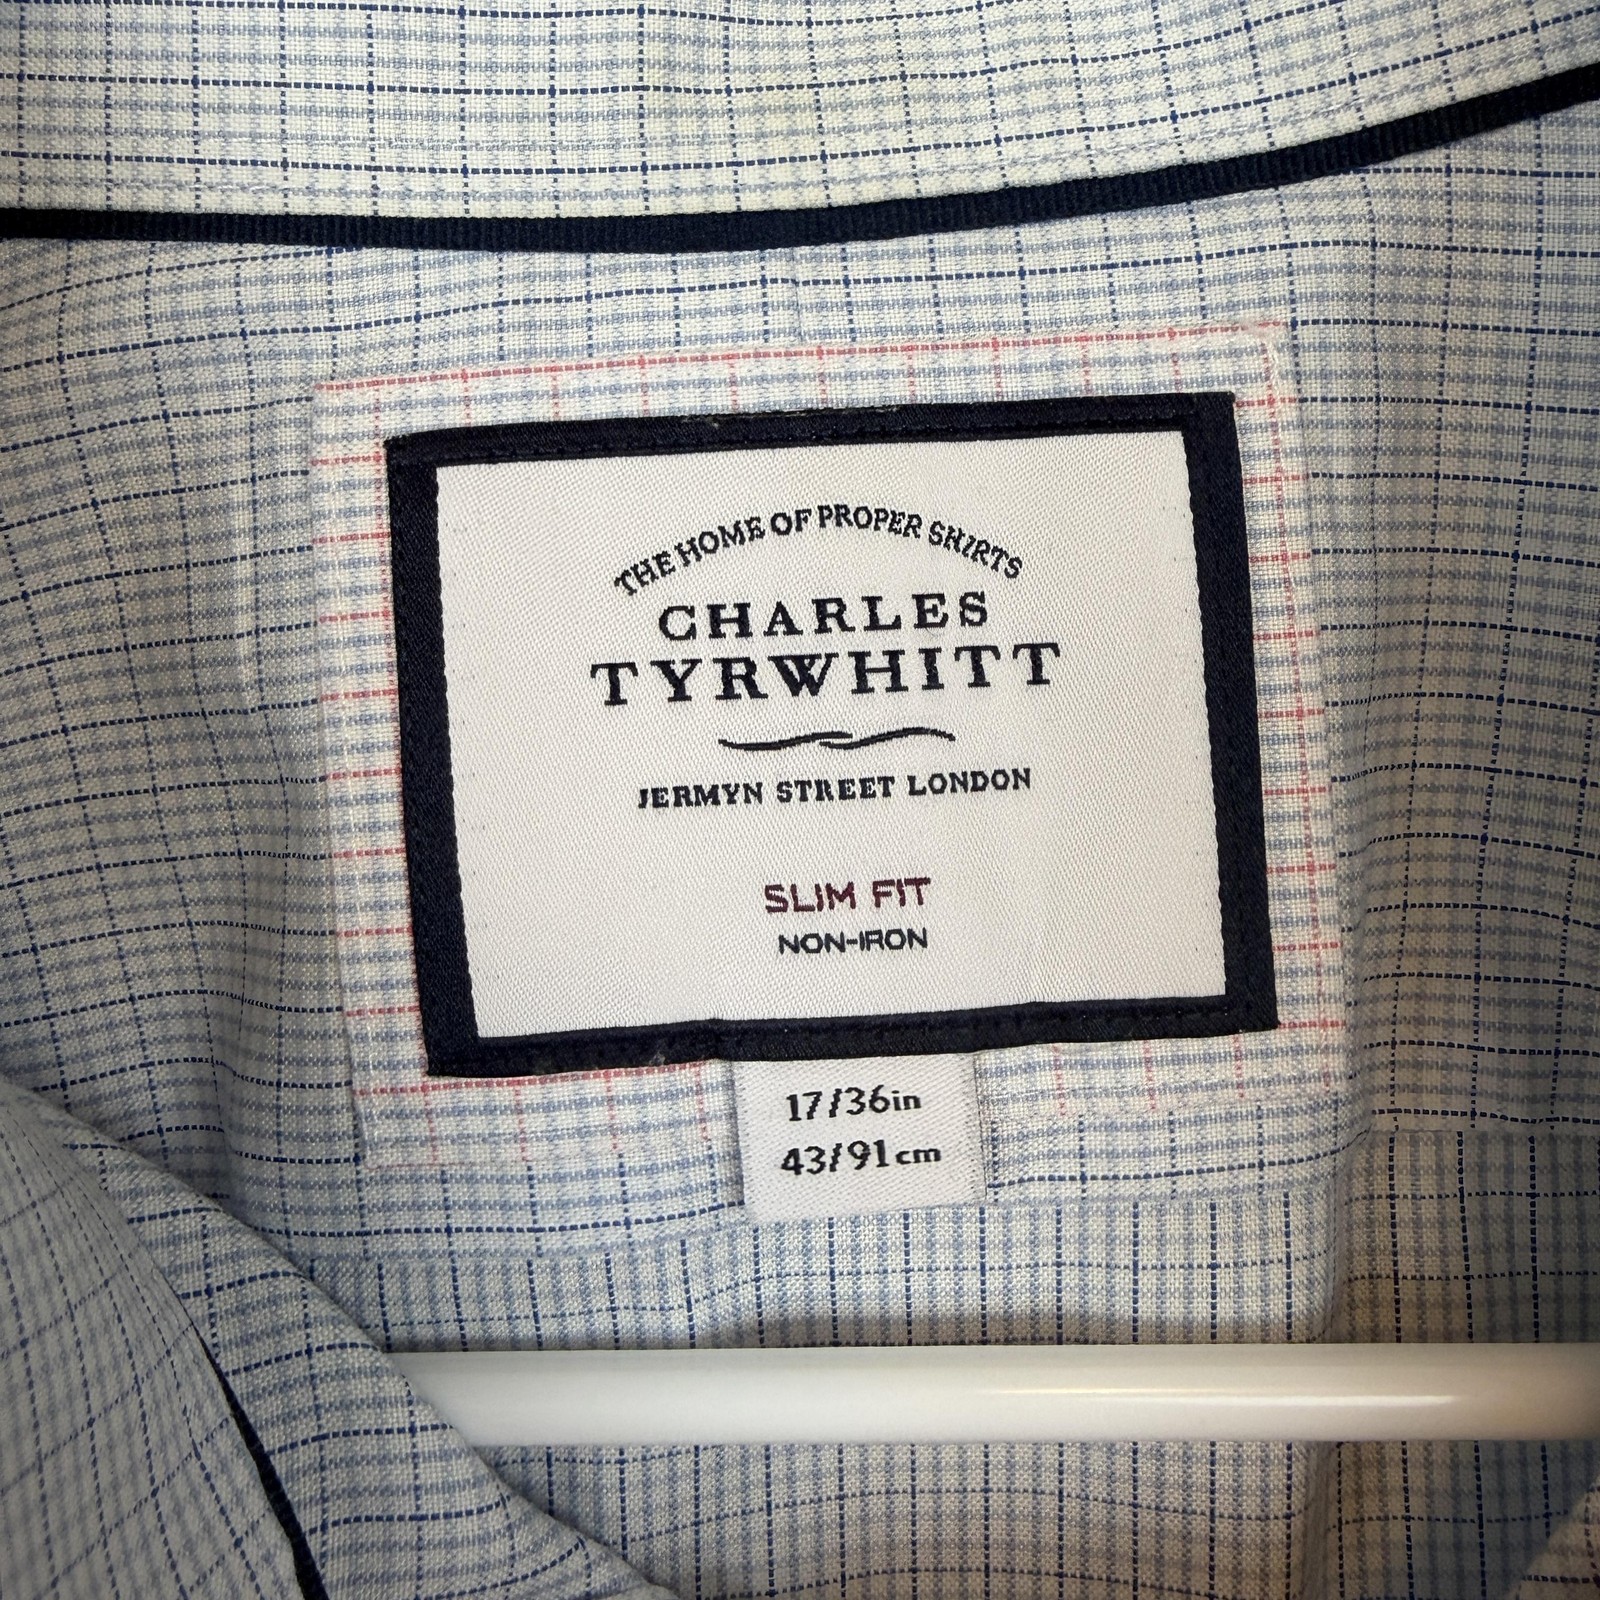 THE HOME OF PROPER SHIRTS
CHARLES
TYRWHITT
JERMYN STREET LONDON
SLIM FIT
NON-IRON
17/36in
43/91cm